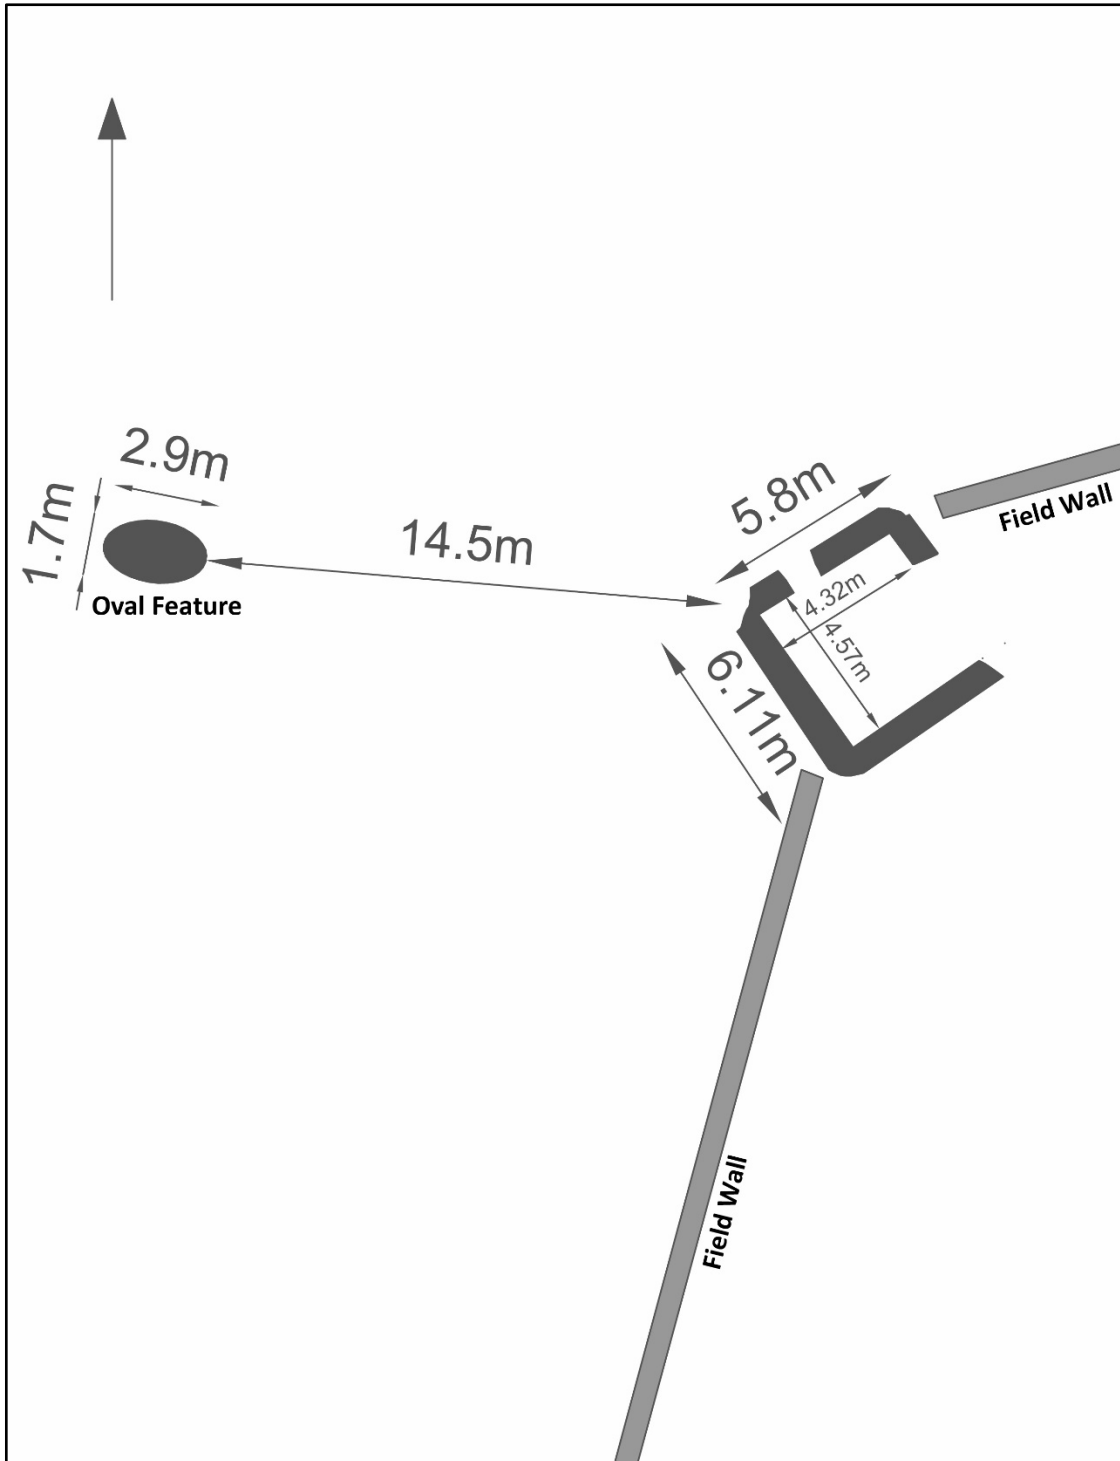 2.9m
1.7m
Oval Feature
14.5m
5.8m
Field Wall
4.32m
4.57m
6.11m
Field Wall